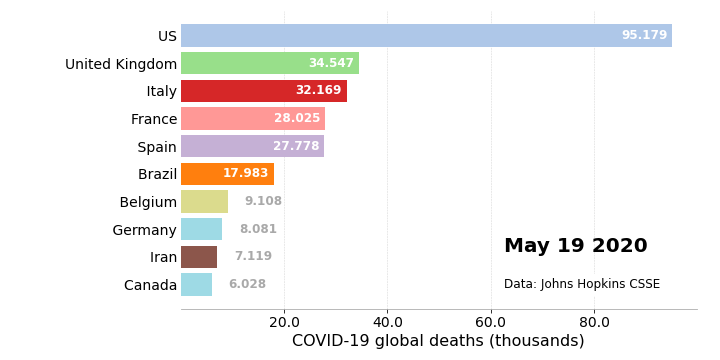 US 95.179
United Kingdom 34.547
Italy 32.169
France 28.025
Spain 27.778
Brazil 17.983
Belgium 9.108
Germany 8.081
Iran 7.119
Canada 6.028
May 19 2020
Data: Johns Hopkins CSSE
20.0 40.0 60.0 80.0
COVID-19 global deaths (thousands)